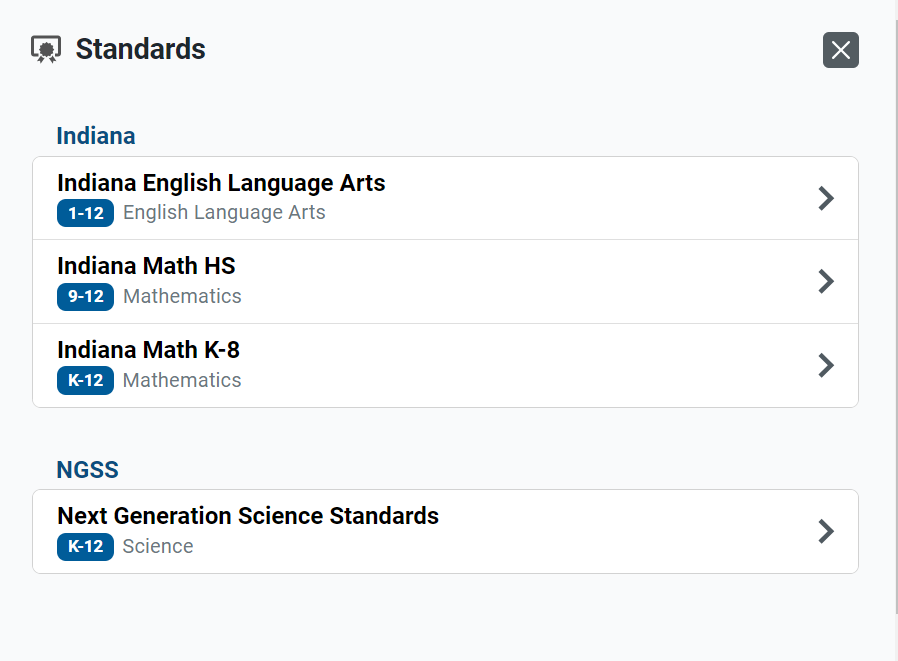 Standards
Indiana
Indiana English Language Arts
1-12 English Language Arts
Indiana Math HS
9-12 Mathematics
Indiana Math K-8
K-12 Mathematics
NGSS
Next Generation Science Standards
K-12 Science